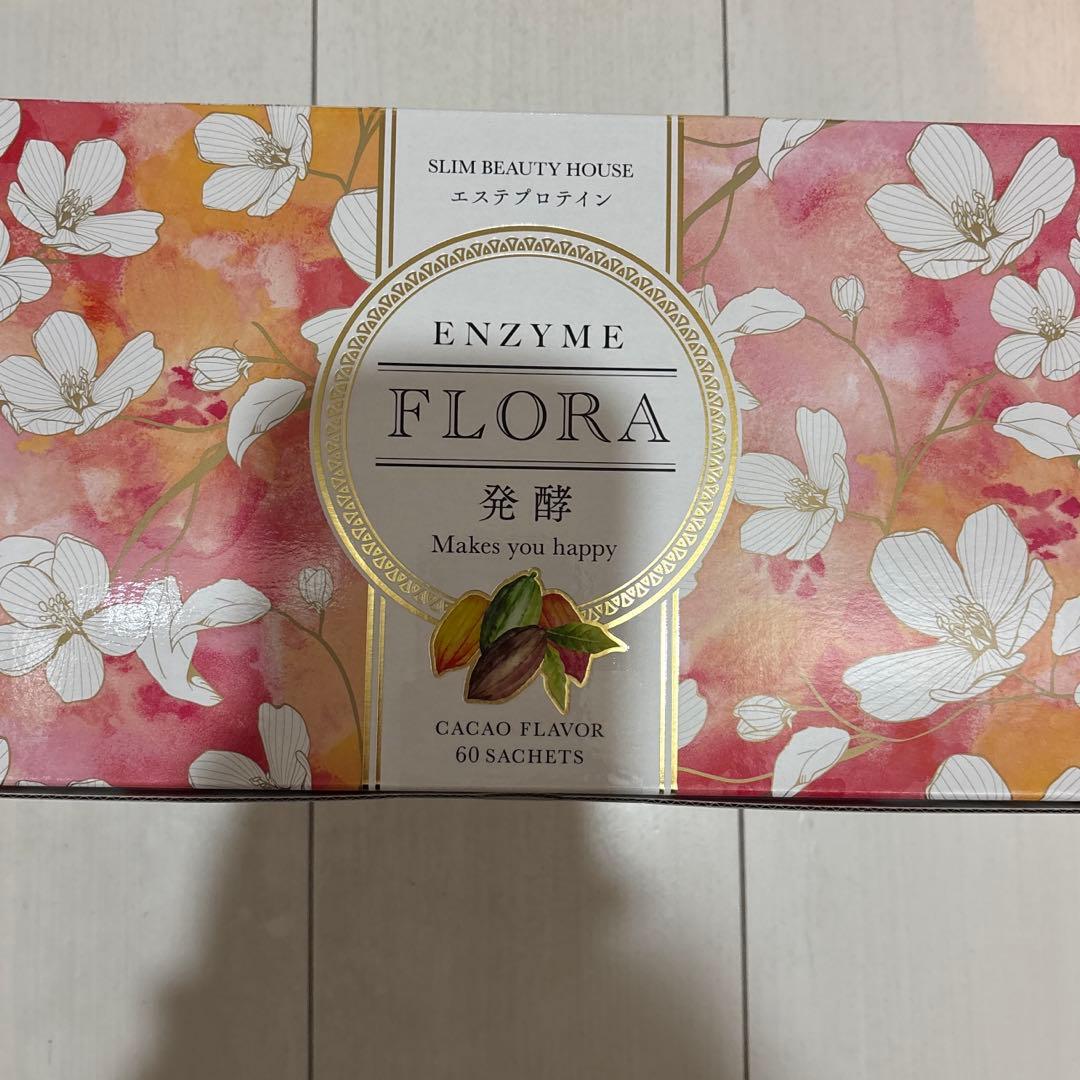 SLIM BEAUTY HOUSE
エステプロテイン
ENZYME
FLORA
発酵
Makes you happy
CACAO FLAVOR
60 SACHETS